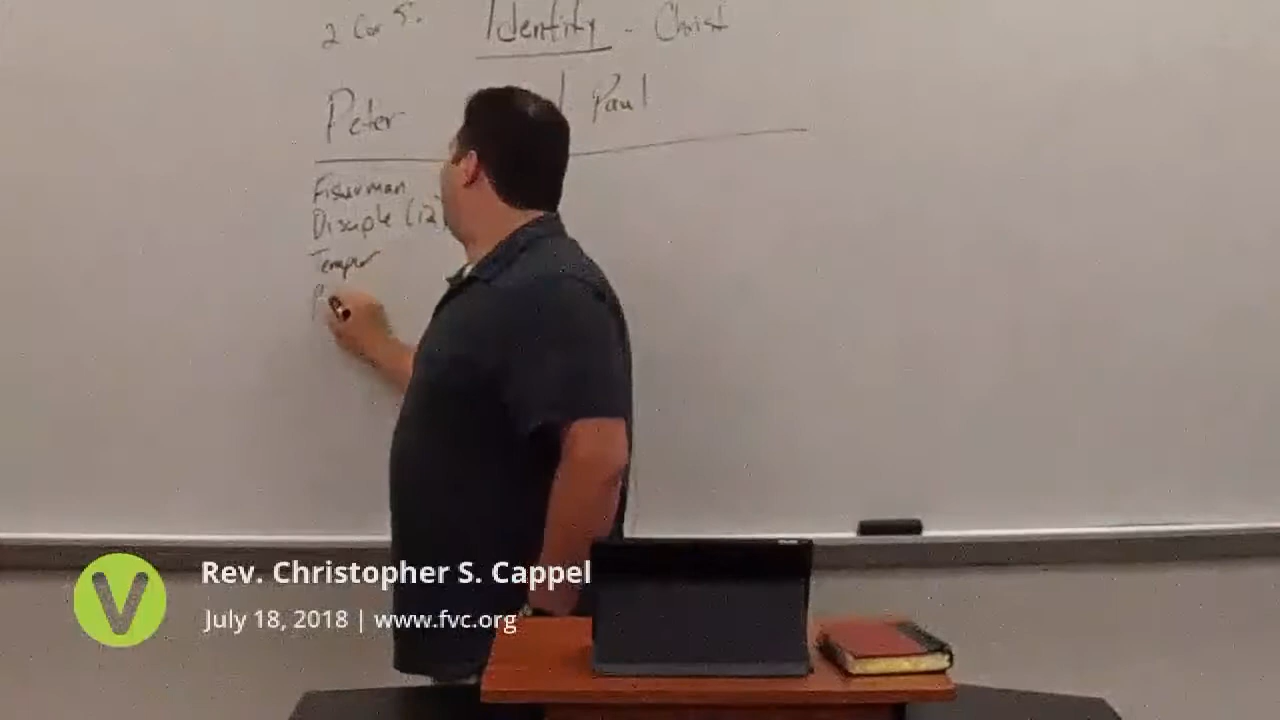 2 Cor 5. Identity - Christ
Peter Paul
Fisherman
Disciple (12)
Temper
V
Rev. Christopher S. Cappel
July 18, 2018 | www.fvc.org